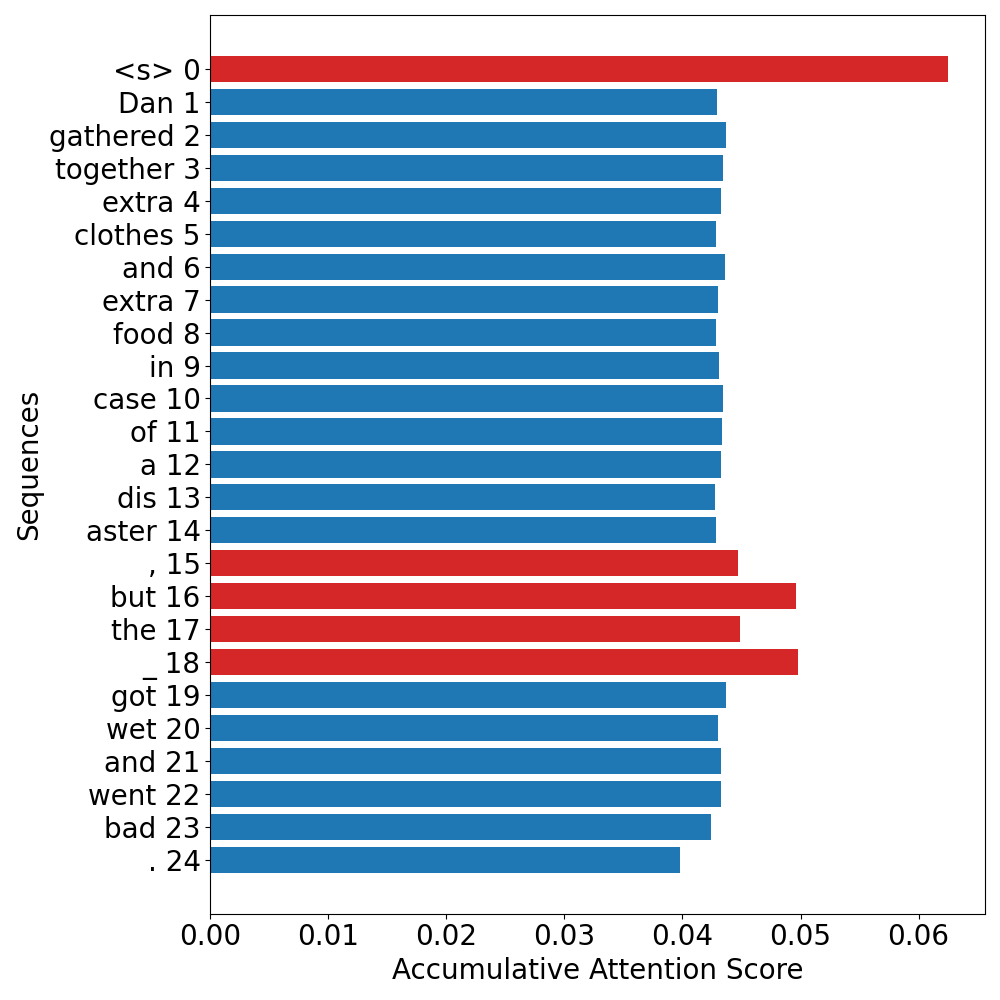 <s> 0
Dan 1
gathered 2
together 3
extra 4
clothes 5
and 6
extra 7
food 8
in 9
case 10
of 11
a 12
dis 13
aster 14
, 15
but 16
the 17
_ 18
got 19
wet 20
and 21
went 22
bad 23
. 24
Sequences
0.00 0.01 0.02 0.03 0.04 0.05 0.06
Accumulative Attention Score